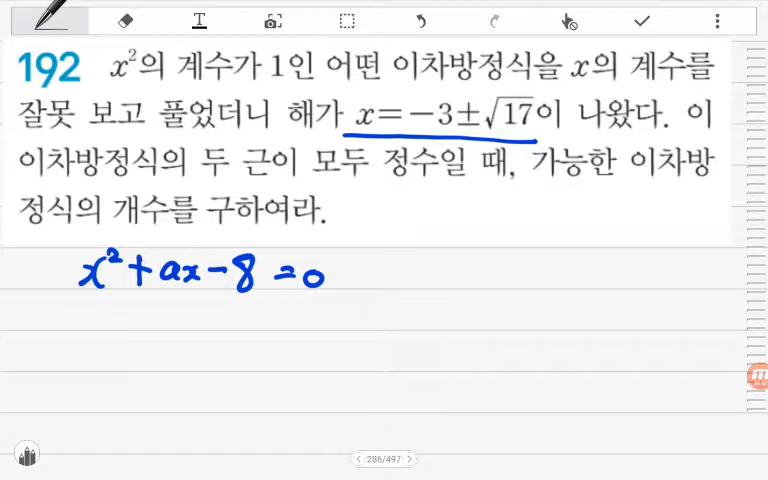 T
192 x²의 계수가 1인 어떤 이차방정식을 x의 계수를
잘못 보고 풀었더니 해가 x=-3±√17이 나왔다. 이
이차방정식의 두 근이 모두 정수일 때, 가능한 이차방
정식의 개수를 구하여라.
x²+ax-8=0
286/497